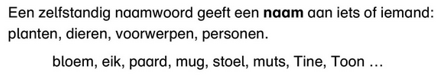 Een zelfstandig naamwoord geeft een naam aan iets of iemand:
planten, dieren, voorwerpen, personen.
bloem, eik, paard, mug, stoel, muts, Tine, Toon …